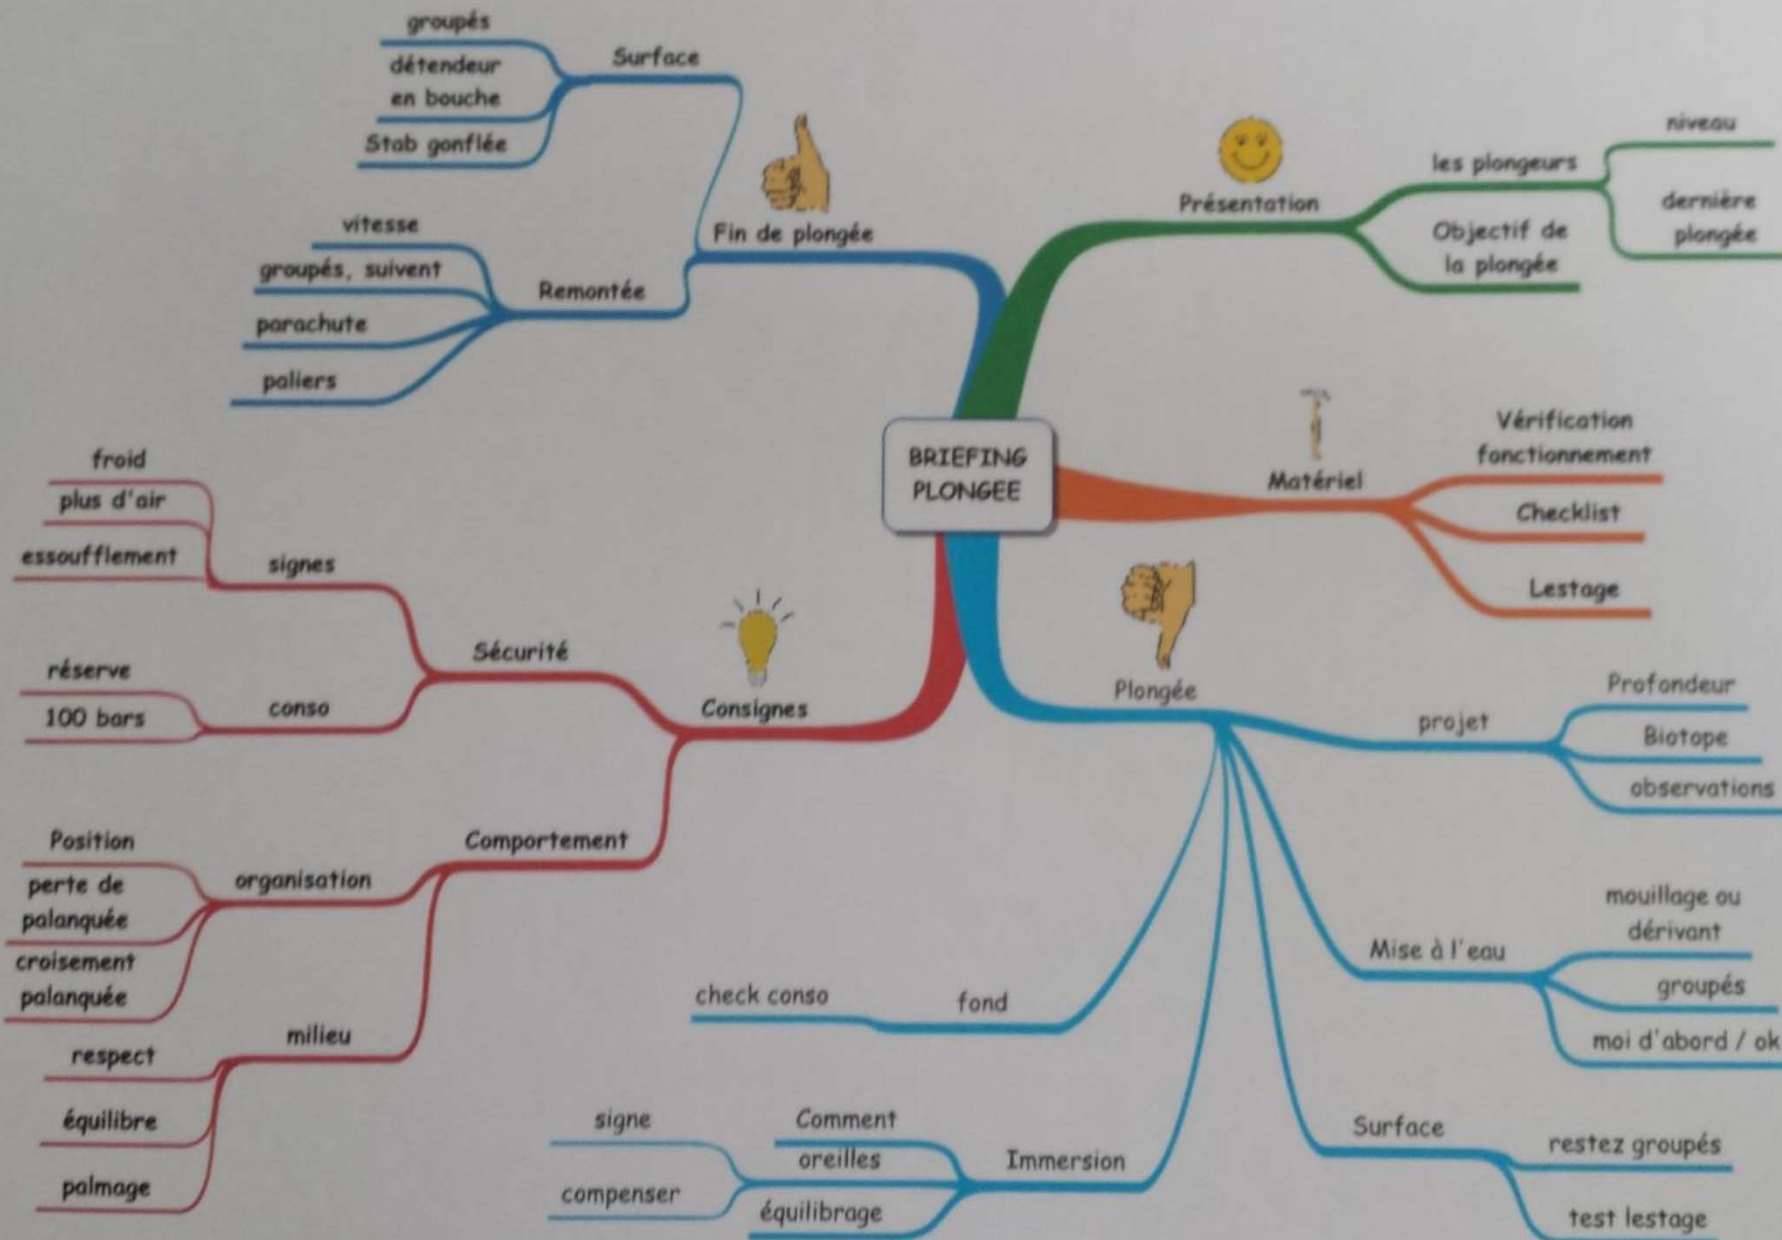 BRIEFING
PLONGEE
Présentation
les plongeurs
niveau
dernière
plongée
Objectif de
la plongée
Matériel
Vérification
fonctionnement
Checklist
Lestage
Plongée
projet
Profondeur
Biotope
observations
Mise à l'eau
mouillage ou
dérivant
groupés
moi d'abord / ok
Surface
restez groupés
test lestage
Immersion
Comment
oreilles
signe
compenser
équilibrage
fond
check conso
Consignes
Sécurité
signes
froid
plus d'air
essoufflement
conso
réserve
100 bars
Comportement
organisation
Position
perte de
palanquée
croisement
palanquée
milieu
respect
équilibre
palmage
Fin de plongée
Surface
groupés
détendeur
en bouche
Stab gonflée
Remontée
vitesse
groupés, suivent
parachute
paliers